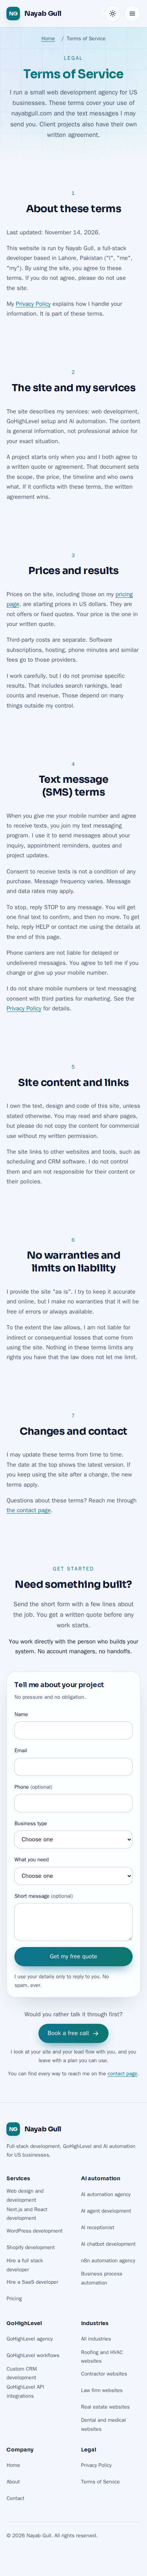 NG Nayab Gull
Home / Terms of Service
LEGAL
Terms of Service
I run a small web development agency for US
businesses. These terms cover your use of
nayabgull.com and the text messages I may
send you. Client projects also have their own
written agreement.
1
About these terms
Last updated: November 14, 2026.
This website is run by Nayab Gull, a full-stack
developer based in Lahore, Pakistan ("I", "me",
"my"). By using the site, you agree to these
terms. If you do not agree, please do not use
the site.
My Privacy Policy explains how I handle your
information. It is part of these terms.
2
The site and my services
The site describes my services: web development,
GoHighLevel setup and AI automation. The content
is general information, not professional advice for
your exact situation.
A project starts only when you and I both agree to
a written quote or agreement. That document sets
the scope, the price, the timeline and who owns
what. If it conflicts with these terms, the written
agreement wins.
3
Prices and results
Prices on the site, including those on my pricing
page, are starting prices in US dollars. They are
not offers or fixed quotes. Your price is the one in
your written quote.
Third-party costs are separate. Software
subscriptions, hosting, phone minutes and similar
fees go to those providers.
I work carefully, but I do not promise specific
results. That includes search rankings, lead
counts and revenue. Those depend on many
things outside my control.
4
Text message
(SMS) terms
When you give me your mobile number and agree
to receive texts, you join my text messaging
program. I use it to send messages about your
inquiry, appointment reminders, quotes and
project updates.
Consent to receive texts is not a condition of any
purchase. Message frequency varies. Message
and data rates may apply.
To stop, reply STOP to any message. You will get
one final text to confirm, and then no more. To get
help, reply HELP or contact me using the details at
the end of this page.
Phone carriers are not liable for delayed or
undelivered messages. You agree to tell me if you
change or give up your mobile number.
I do not share mobile numbers or text messaging
consent with third parties for marketing. See the
Privacy Policy for details.
5
Site content and links
I own the text, design and code of this site, unless
stated otherwise. You may read and share pages,
but please do not copy the content for commercial
use without my written permission.
The site links to other websites and tools, such as
scheduling and CRM software. I do not control
them and am not responsible for their content or
their policies.
6
No warranties and
limits on liability
I provide the site "as is". I try to keep it accurate
and online, but I make no warranties that it will be
free of errors or always available.
To the extent the law allows, I am not liable for
indirect or consequential losses that come from
using the site. Nothing in these terms limits any
rights you have that the law does not let me limit.
7
Changes and contact
I may update these terms from time to time.
The date at the top shows the latest version. If
you keep using the site after a change, the new
terms apply.
Questions about these terms? Reach me through
the contact page.
GET STARTED
Need something built?
Send the short form with a few lines about
the job. You get a written quote before any
work starts.
You work directly with the person who builds your
system. No account managers, no handoffs.
Tell me about your project
No pressure and no obligation.
Name
Email
Phone (optional)
Business type
Choose one
What you need
Choose one
Short message (optional)
Get my free quote
I use your details only to reply to you. No
spam, ever.
Would you rather talk it through first?
Book a free call →
I look at your site and your lead flow with you, and you
leave with a plan you can use.
You can find every way to reach me on the contact page.
NG Nayab Gull
Full-stack development, GoHighLevel and AI automation
for US businesses.
Services
Web design and
development
Next.js and React
development
WordPress development
Shopify development
Hire a full stack
developer
Hire a SaaS developer
Pricing
AI automation
AI automation agency
AI agent development
AI receptionist
AI chatbot development
n8n automation agency
Business process
automation
GoHighLevel
GoHighLevel agency
GoHighLevel workflows
Custom CRM
development
GoHighLevel API
integrations
Industries
All industries
Roofing and HVAC
websites
Contractor websites
Law firm websites
Real estate websites
Dental and medical
websites
Company
Home
About
Contact
Legal
Privacy Policy
Terms of Service
© 2026 Nayab Gull. All rights reserved.